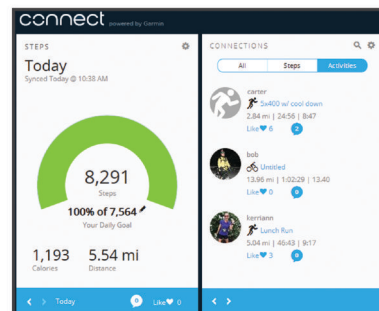 connect powered by Garmin
STEPS
Today
Synced Today @ 10:38 AM
8,291
Steps
100% of 7,564
Your Daily Goal
1,193
Calories
5.54 mi
Distance
Today
0
Like 0
CONNECTIONS
All
Steps
Activities
carter
5x400 w/ cool down
2.84 mi | 24:56 | 8:47
Like 6
2
bob
Untitled
13.96 mi | 1:02:29 | 13.40
Like 0
0
kerriann
Lunch Run
5.04 mi | 46:43 | 9:17
Like 3
0